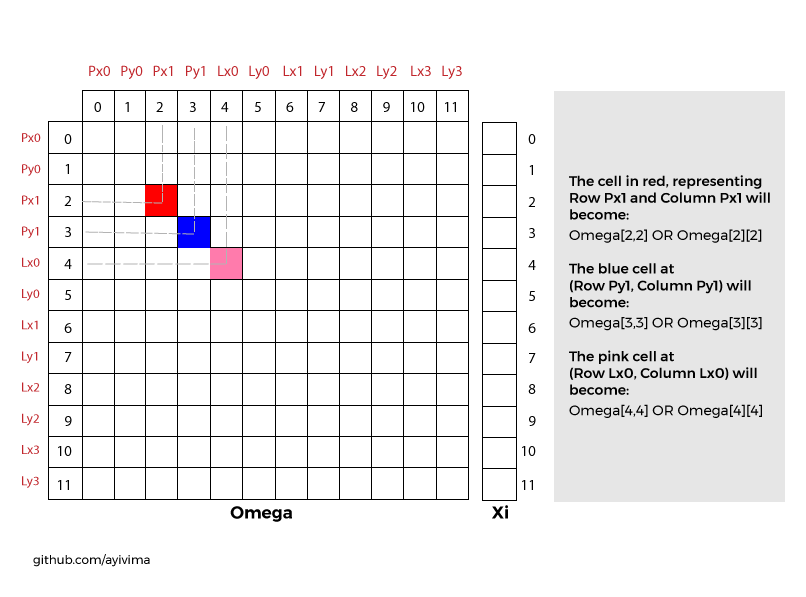 Px0 Py0 Px1 Py1 Lx0 Ly0 Lx1 Ly1 Lx2 Ly2 Lx3 Ly3
0 1 2 3 4 5 6 7 8 9 10 11
Px0 0 0
Py0 1 1
Px1 2 2
Py1 3 3
Lx0 4 4
Ly0 5 5
Lx1 6 6
Ly1 7 7
Lx2 8 8
Ly2 9 9
Lx3 10 10
Ly3 11 11
Omega Xi
The cell in red, representing
Row Px1 and Column Px1 will
become:
Omega[2,2] OR Omega[2][2]
The blue cell at
(Row Py1, Column Py1) will
become:
Omega[3,3] OR Omega[3][3]
The pink cell at
(Row Lx0, Column Lx0) will
become:
Omega[4,4] OR Omega[4][4]
github.com/ayivima